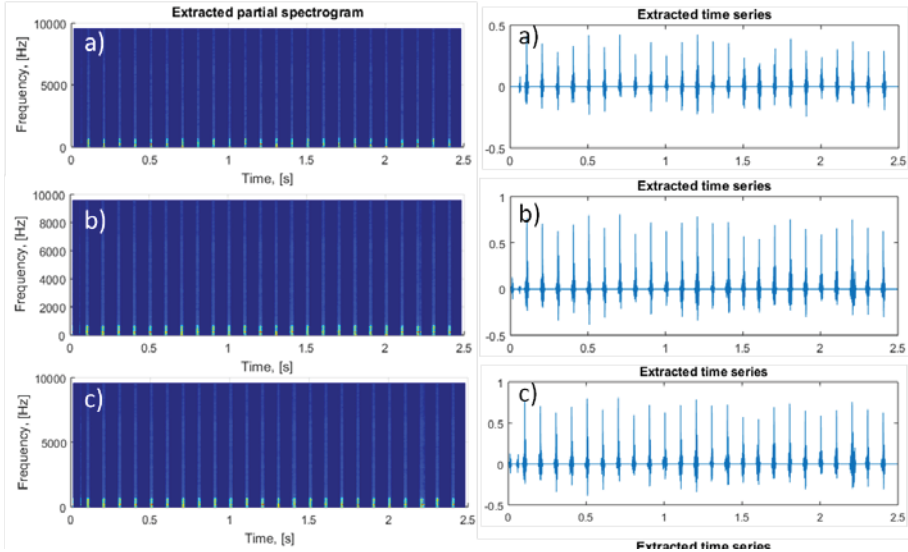 Extracted partial spectrogram
a)
10000
5000
0
Frequency, [Hz]
0 0.5 1 1.5 2 2.5
Time, [s]
b)
10000
8000
6000
4000
2000
0
Frequency, [Hz]
0 0.5 1 1.5 2 2.5
Time, [s]
c)
10000
5000
0
Frequency, [Hz]
0 0.5 1 1.5 2 2.5
Time, [s]
Extracted time series
a)
0.5
0
-0.5
0 0.5 1 1.5 2 2.5
Extracted time series
b)
1
0.5
0
-0.5
0 0.5 1 1.5 2 2.5
Extracted time series
c)
1
0.5
0
-0.5
0 0.5 1 1.5 2 2.5
Extracted time series